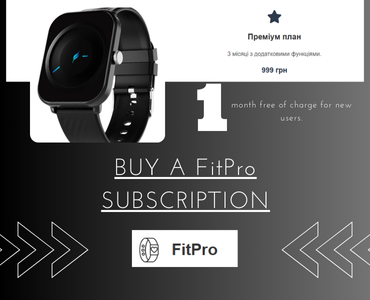 Преміум план
3 місяці з додатковими функціями.
999 грн
1
month free of charge for new
users.
BUY A FitPro
SUBSCRIPTION
FitPro